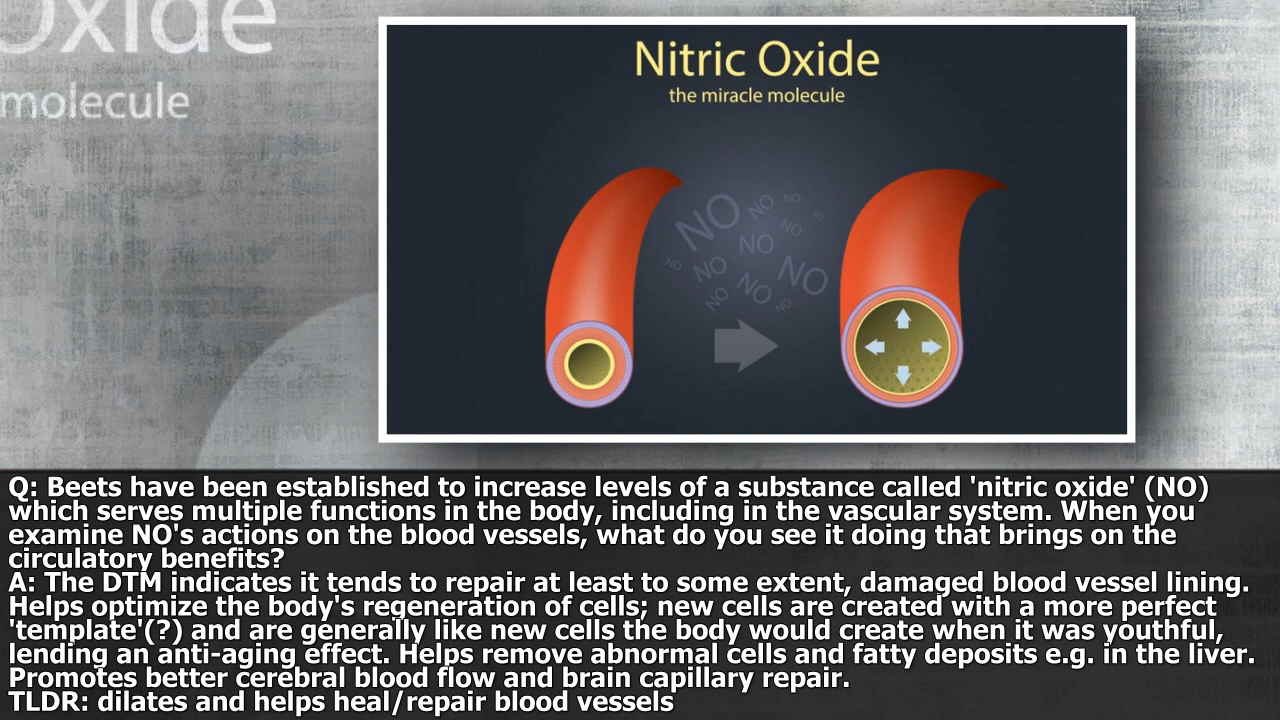 Oxide
molecule
Nitric Oxide
the miracle molecule
NO
NO
NO
NO
NO
NO
NO
NO
NO
NO
NO
Q: Beets have been established to increase levels of a substance called 'nitric oxide' (NO)
which serves multiple functions in the body, including in the vascular system. When you
examine NO's actions on the blood vessels, what do you see it doing that brings on the
circulatory benefits?
A: The DTM indicates it tends to repair at least to some extent, damaged blood vessel lining.
Helps optimize the body's regeneration of cells; new cells are created with a more perfect
'template'(?) and are generally like new cells the body would create when it was youthful,
lending an anti-aging effect. Helps remove abnormal cells and fatty deposits e.g. in the liver.
Promotes better cerebral blood flow and brain capillary repair.
TLDR: dilates and helps heal/repair blood vessels